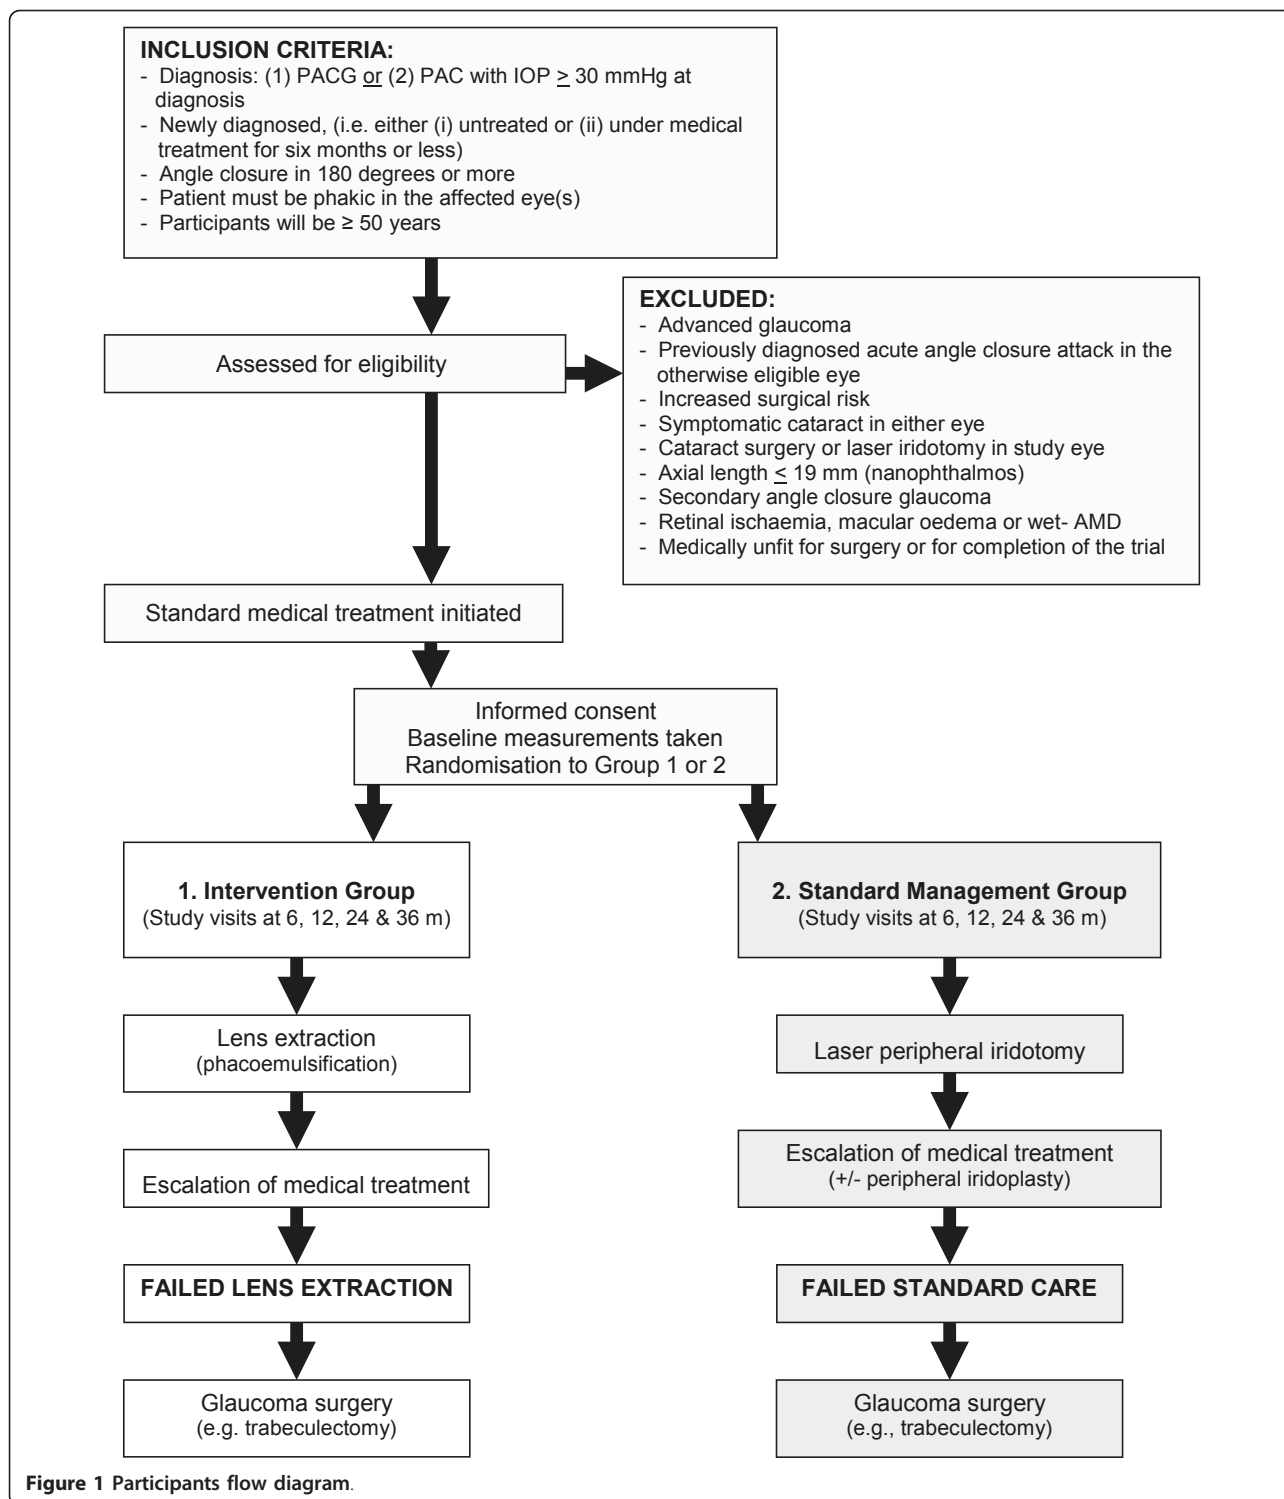 INCLUSION CRITERIA:
- Diagnosis: (1) PACG or (2) PAC with IOP ≥ 30 mmHg at
diagnosis
- Newly diagnosed, (i.e. either (i) untreated or (ii) under medical
treatment for six months or less)
- Angle closure in 180 degrees or more
- Patient must be phakic in the affected eye(s)
- Participants will be ≥ 50 years
Assessed for eligibility
EXCLUDED:
- Advanced glaucoma
- Previously diagnosed acute angle closure attack in the
otherwise eligible eye
- Increased surgical risk
- Symptomatic cataract in either eye
- Cataract surgery or laser iridotomy in study eye
- Axial length ≤ 19 mm (nanophthalmos)
- Secondary angle closure glaucoma
- Retinal ischaemia, macular oedema or wet- AMD
- Medically unfit for surgery or for completion of the trial
Standard medical treatment initiated
Informed consent
Baseline measurements taken
Randomisation to Group 1 or 2
1. Intervention Group
(Study visits at 6, 12, 24 & 36 m)
Lens extraction
(phacoemulsification)
Escalation of medical treatment
FAILED LENS EXTRACTION
Glaucoma surgery
(e.g. trabeculectomy)
2. Standard Management Group
(Study visits at 6, 12, 24 & 36 m)
Laser peripheral iridotomy
Escalation of medical treatment
(+/- peripheral iridoplasty)
FAILED STANDARD CARE
Glaucoma surgery
(e.g., trabeculectomy)
Figure 1 Participants flow diagram.